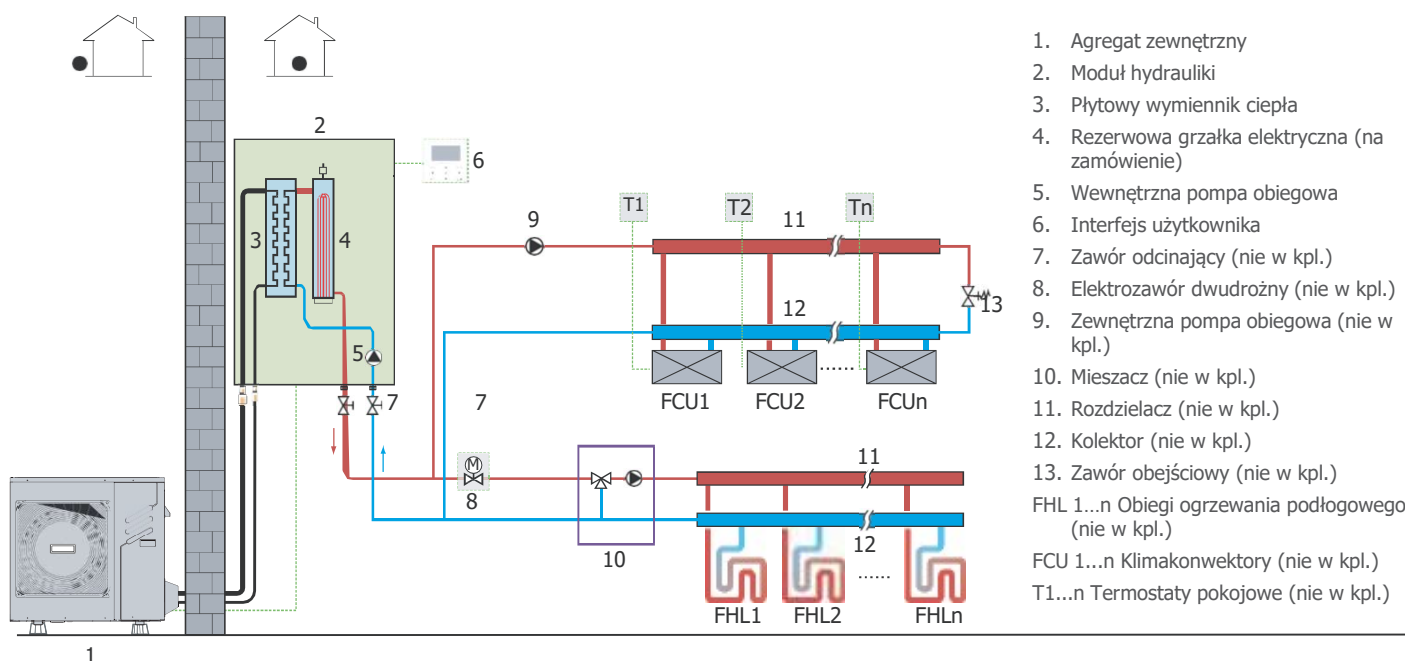 2
6
3
4
5
7
7
9
T1
T2
Tn
11
12
13
FCU1
FCU2
......
FCUn
M
8
10
11
12
FHL1
FHL2
......
FHLn
1
1. Agregat zewnętrzny
2. Moduł hydrauliki
3. Płytowy wymiennik ciepła
4. Rezerwowa grzałka elektryczna (na
zamówienie)
5. Wewnętrzna pompa obiegowa
6. Interfejs użytkownika
7. Zawór odcinający (nie w kpl.)
8. Elektrozawór dwudrożny (nie w kpl.)
9. Zewnętrzna pompa obiegowa (nie w
kpl.)
10. Mieszacz (nie w kpl.)
11. Rozdzielacz (nie w kpl.)
12. Kolektor (nie w kpl.)
13. Zawór obejściowy (nie w kpl.)
FHL 1...n Obiegi ogrzewania podłogowego
(nie w kpl.)
FCU 1...n Klimakonwektory (nie w kpl.)
T1...n Termostaty pokojowe (nie w kpl.)